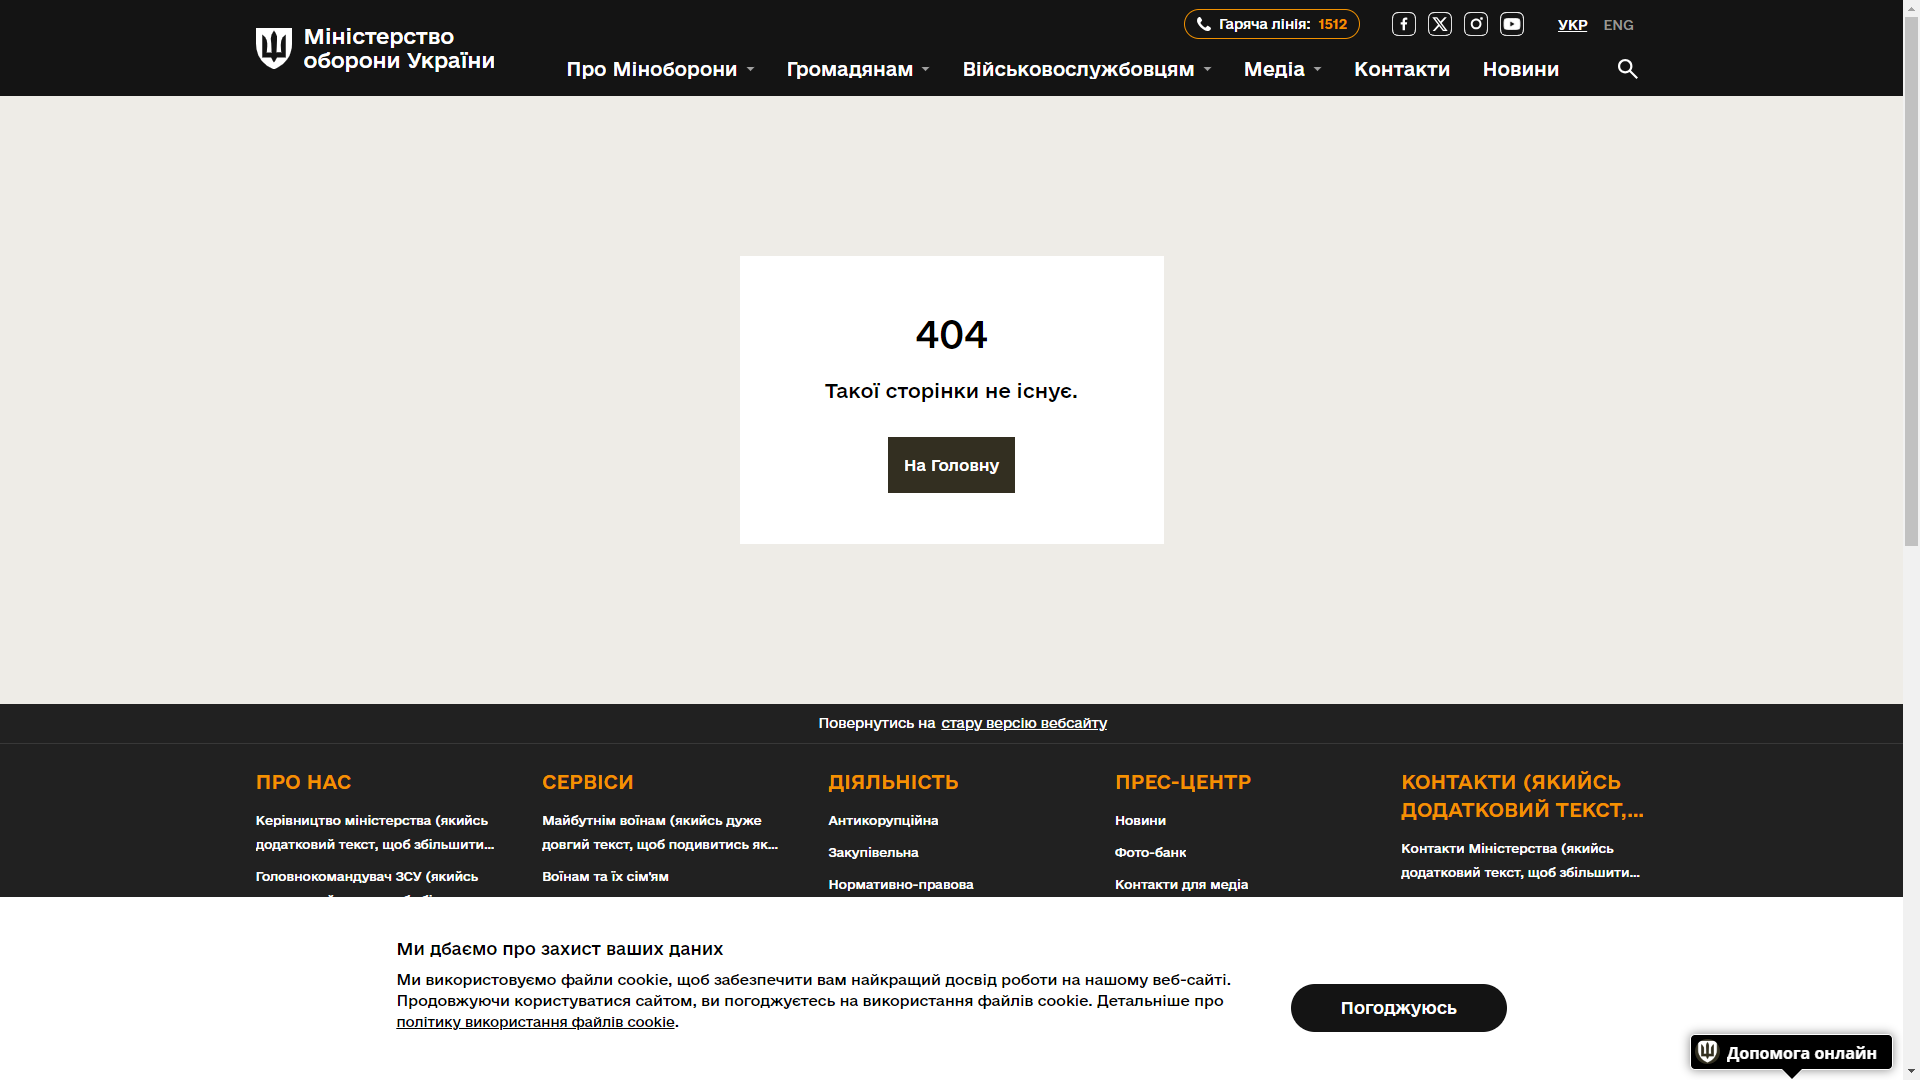 Міністерство
оборони України
Гаряча лінія: 1512
УКР ENG
Про Міноборони
Громадянам
Військовослужбовцям
Медіа
Контакти
Новини
404
Такої сторінки не існує.
На Головну
Повернутись на стару версію вебсайту
ПРО НАС
Керівництво міністерства (якийсь
додатковий текст, щоб збільшити...
Головнокомандувач ЗСУ (якийсь
СЕРВІСИ
Майбутнім воїнам (якийсь дуже
довгий текст, щоб подивитись як...
Воїнам та їх сім'ям
ДІЯЛЬНІСТЬ
Антикорупційна
Закупівельна
Нормативно-правова
ПРЕС-ЦЕНТР
Новини
Фото-банк
Контакти для медіа
КОНТАКТИ (ЯКИЙСЬ
ДОДАТКОВИЙ ТЕКСТ,...
Контакти Міністерства (якийсь
додатковий текст, щоб збільшити...
Ми дбаємо про захист ваших даних
Ми використовуємо файли cookie, щоб забезпечити вам найкращий досвід роботи на нашому веб-сайті.
Продовжуючи користуватися сайтом, ви погоджуєтесь на використання файлів cookie. Детальніше про
політику використання файлів cookie.
Погоджуюсь
Допомога онлайн